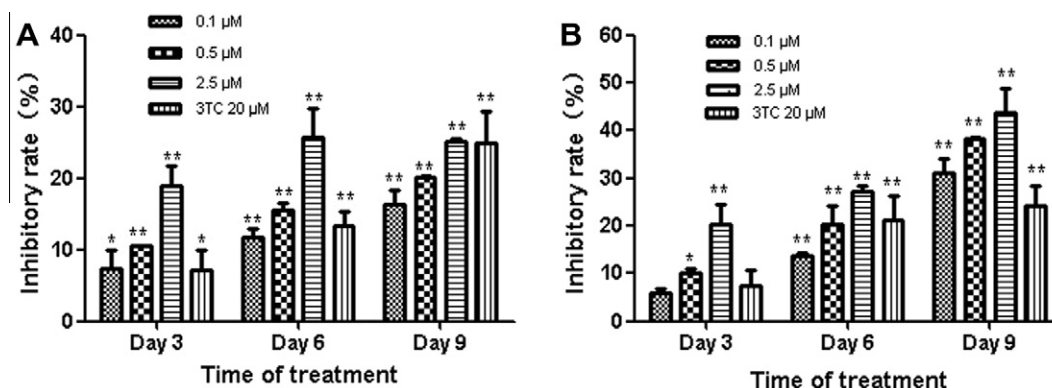 A
0.1 µM
0.5 µM
2.5 µM
3TC 20 µM
Inhibitory rate (%)
40
30
20
10
0
* ** ** *
** ** ** **
** ** ** **
Day 3 Day 6 Day 9
Time of treatment
B
0.1 µM
0.5 µM
2.5 µM
3TC 20 µM
Inhibitory rate (%)
60
50
40
30
20
10
0
* **
** ** ** **
** ** ** **
Day 3 Day 6 Day 9
Time of treatment